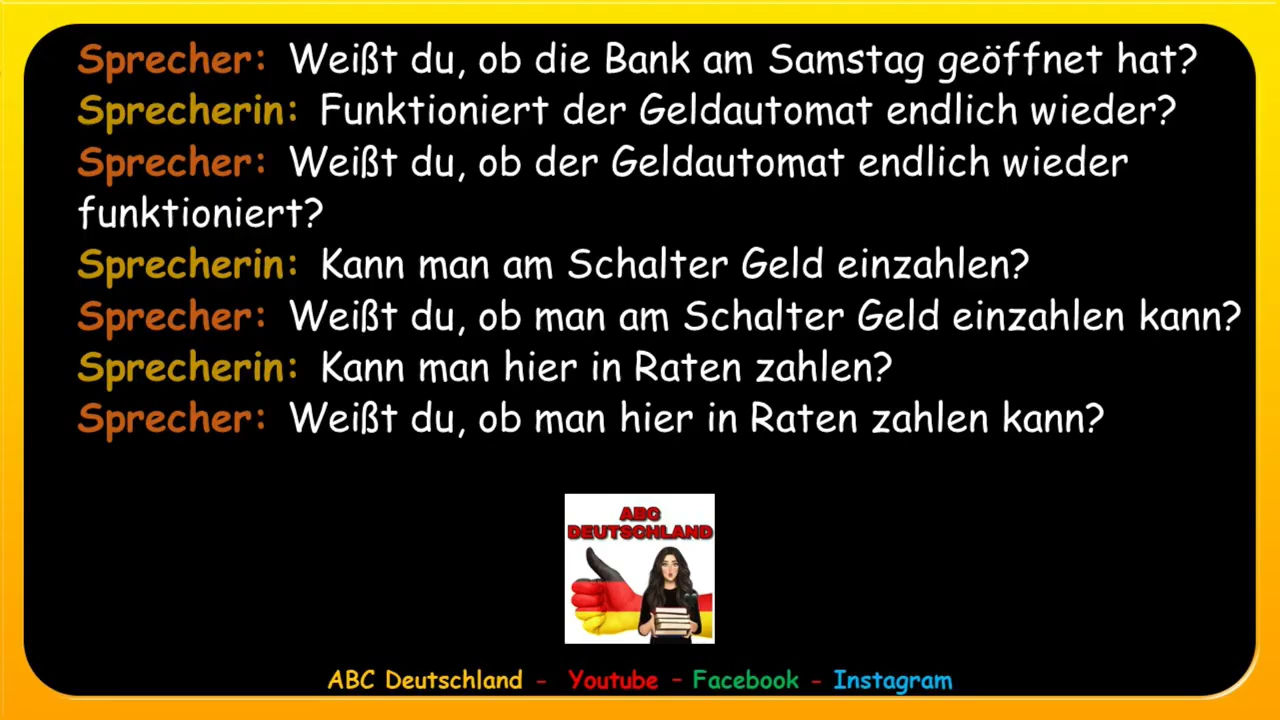 Sprecher: Weißt du, ob die Bank am Samstag geöffnet hat?
Sprecherin: Funktioniert der Geldautomat endlich wieder?
Sprecher: Weißt du, ob der Geldautomat endlich wieder
funktioniert?
Sprecherin: Kann man am Schalter Geld einzahlen?
Sprecher: Weißt du, ob man am Schalter Geld einzahlen kann?
Sprecherin: Kann man hier in Raten zahlen?
Sprecher: Weißt du, ob man hier in Raten zahlen kann?
ABC
DEUTSCHLAND
ABC Deutschland - Youtube - Facebook - Instagram